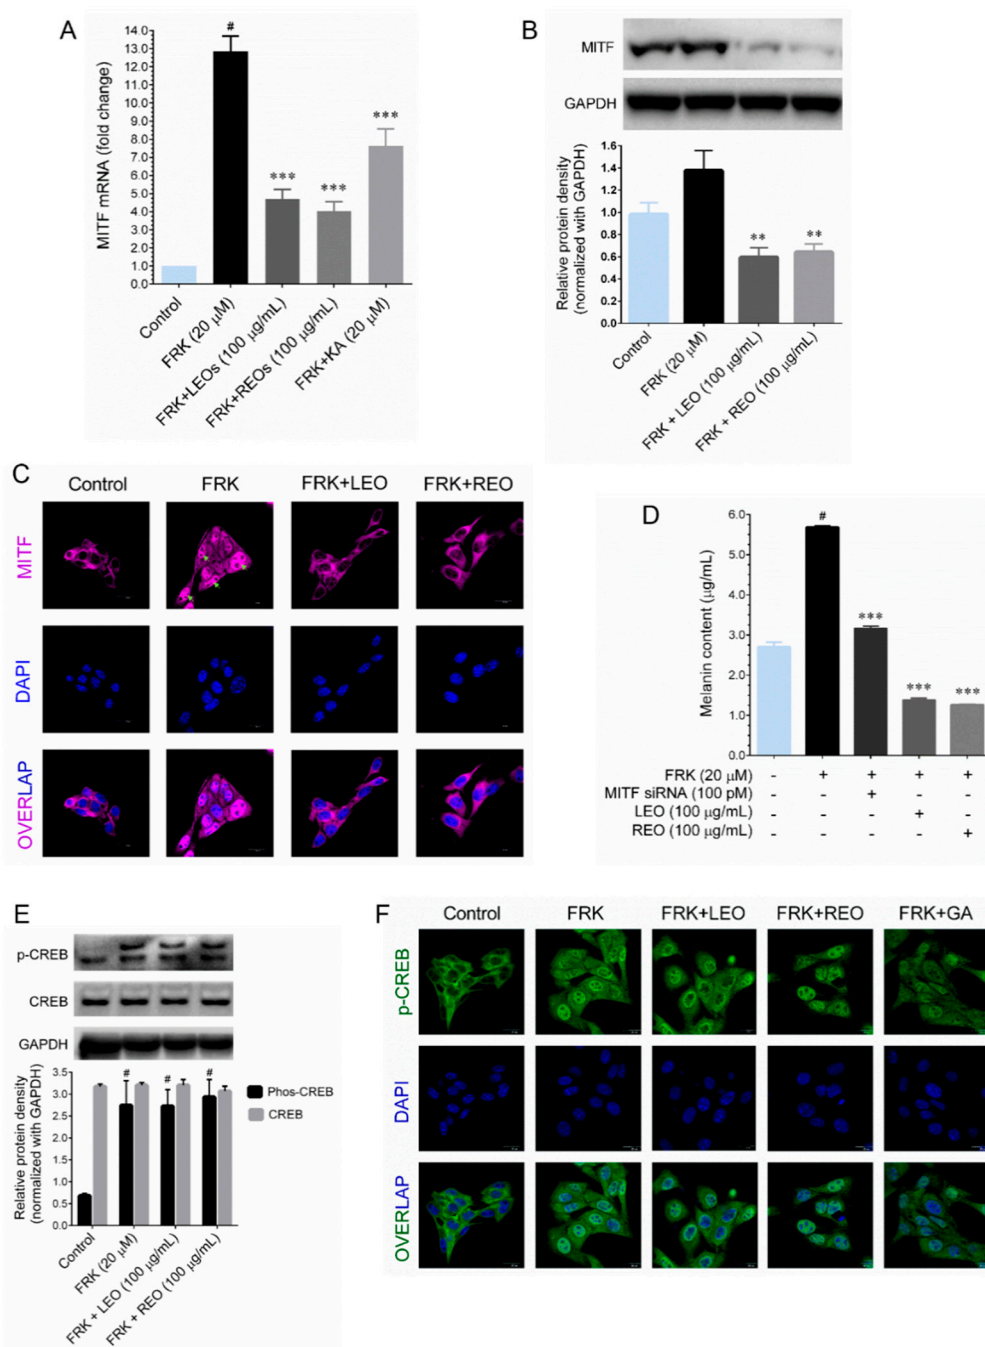 A
MITF mRNA (fold change)
14.0
13.0
12.0
11.0
10.0
9.0
8.0
7.0
6.0
5.0
4.0
3.0
2.0
1.0
0.0
#
***
***
***
Control
FRK (20 μM)
FRK+LEOs (100 μg/mL)
FRK+REOs (100 μg/mL)
FRK+KA (20 μM)
B
MITF
GAPDH
Relative protein density
(normalized with GAPDH)
1.6
1.4
1.2
1.0
0.8
0.6
0.4
0.2
0.0
**
**
Control
FRK (20 μM)
FRK + LEO (100 μg/mL)
FRK + REO (100 μg/mL)
C
Control FRK FRK+LEO FRK+REO
MITF
DAPI
OVERLAP
D
Melanin content (μg/mL)
6.0
5.0
4.0
3.0
2.0
1.0
0.0
#
***
***
***
FRK (20 μM) - + + + +
MITF siRNA (100 pM) - - + - -
LEO (100 μg/mL) - - - + -
REO (100 μg/mL) - - - - +
E
p-CREB
CREB
GAPDH
Relative protein density
(normalized with GAPDH)
3.5
3.0
2.5
2.0
1.5
1.0
0.5
0.0
# # #
Phos-CREB
CREB
Control
FRK (20 μM)
FRK + LEO (100 μg/mL)
FRK + REO (100 μg/mL)
F
Control FRK FRK+LEO FRK+REO FRK+GA
p-CREB
DAPI
OVERLAP